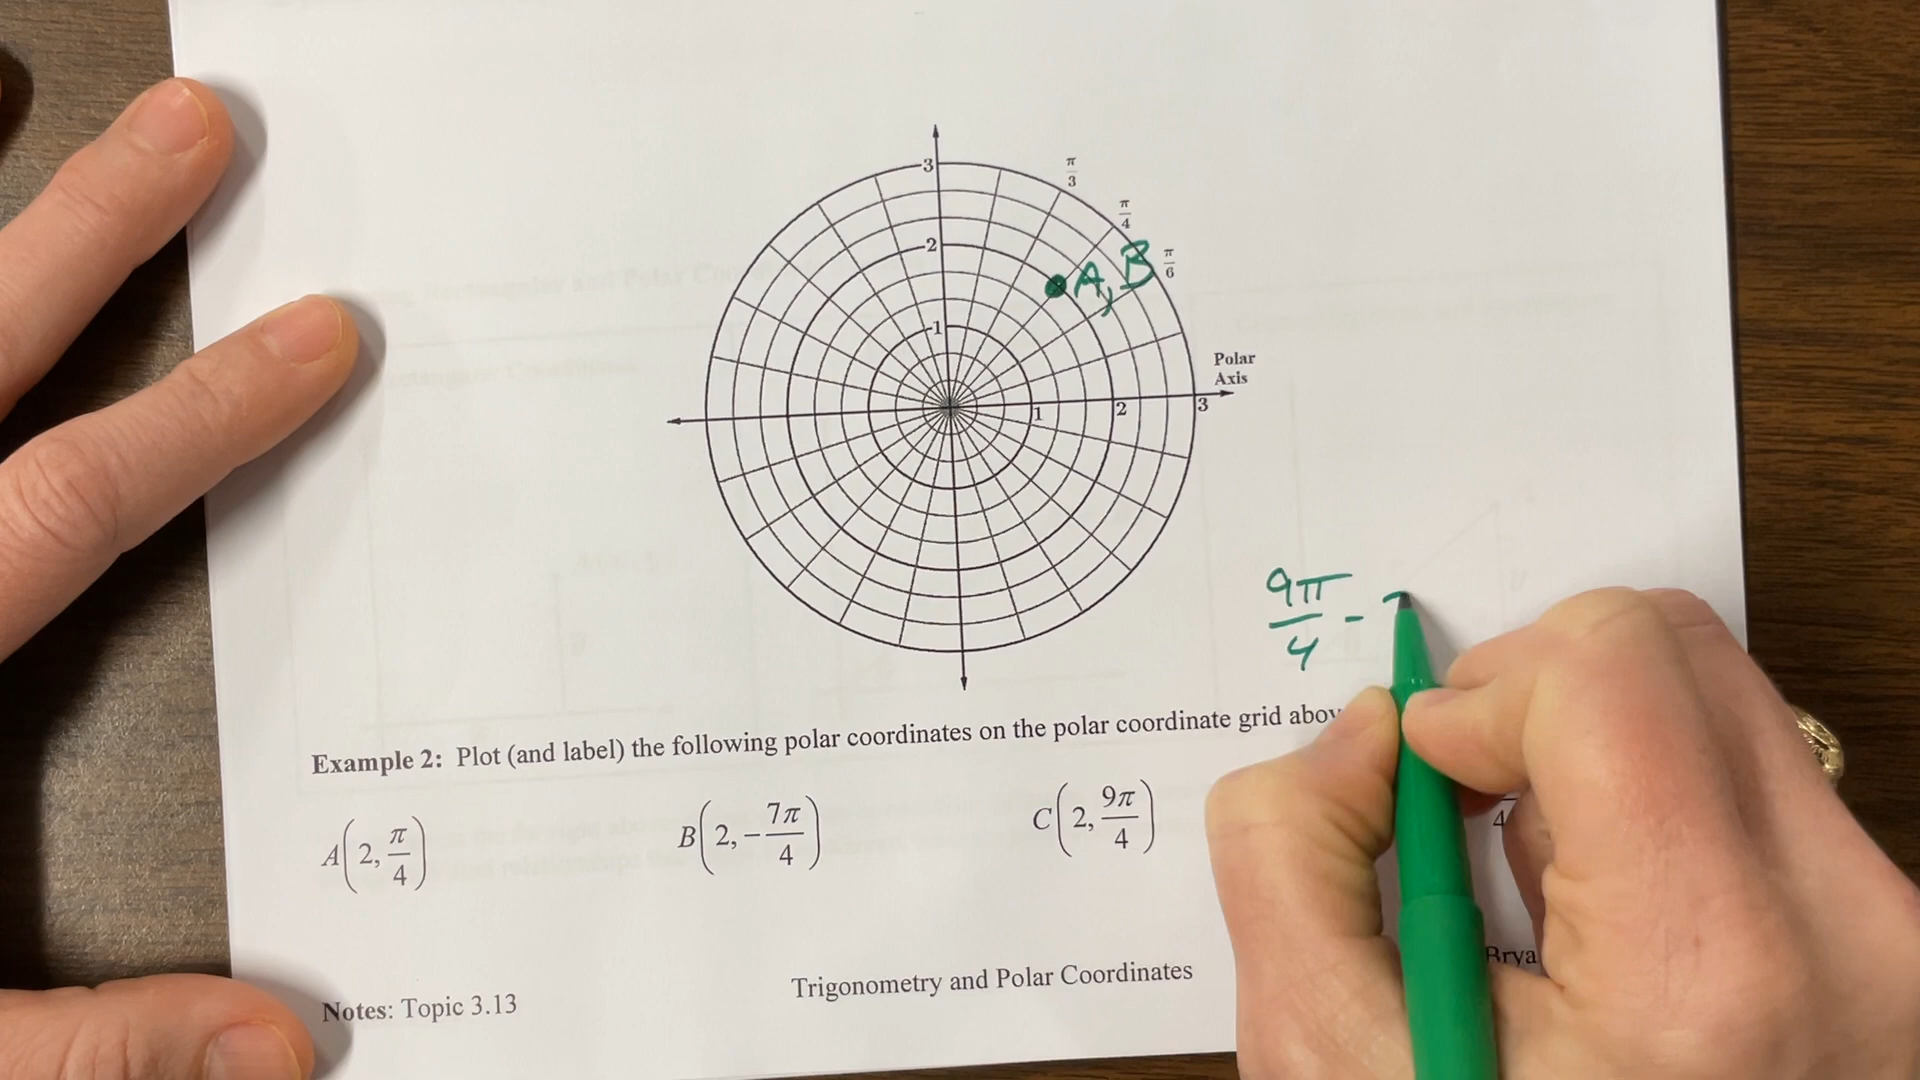 3
π/3
π/4
2
A, B
π/6
1
Polar
Axis
1 2 3
9π/4 -
Example 2: Plot (and label) the following polar coordinates on the polar coordinate grid
A(2, π/4) B(2, -7π/4) C(2, 9π/4) 4
Notes: Topic 3.13 Trigonometry and Polar Coordinates